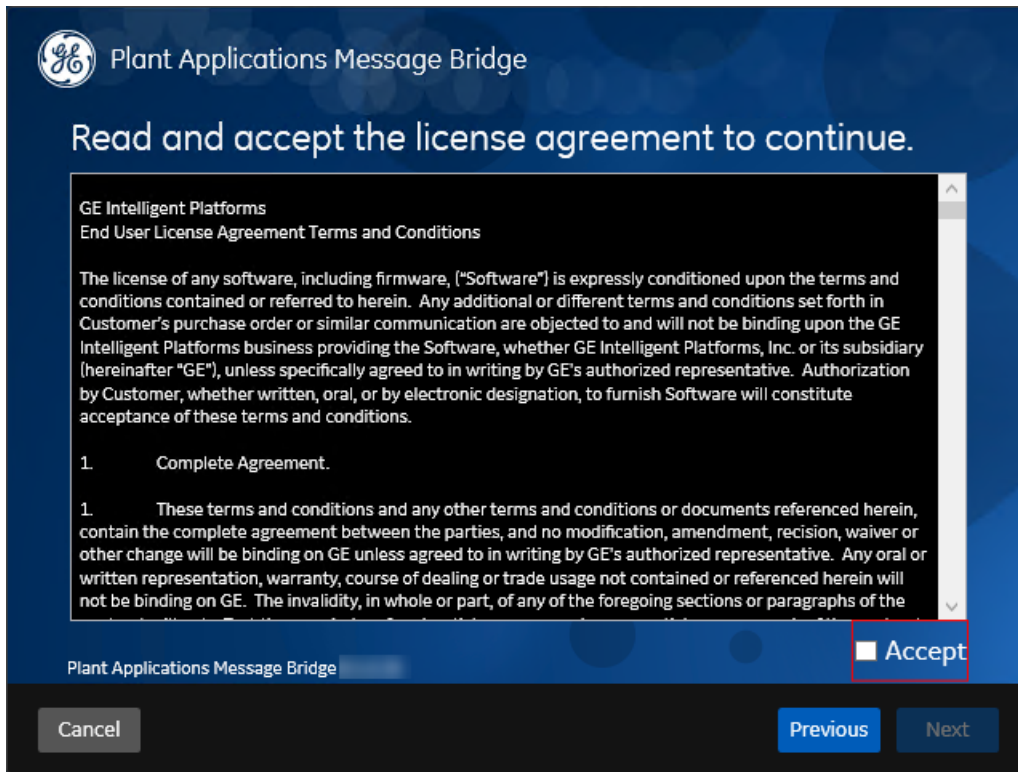 Plant Applications Message Bridge
Read and accept the license agreement to continue.
GE Intelligent Platforms
End User License Agreement Terms and Conditions
The license of any software, including firmware, ("Software") is expressly conditioned upon the terms and
conditions contained or referred to herein. Any additional or different terms and conditions set forth in
Customer's purchase order or similar communication are objected to and will not be binding upon the GE
Intelligent Platforms business providing the Software, whether GE Intelligent Platforms, Inc. or its subsidiary
(hereinafter "GE"), unless specifically agreed to in writing by GE's authorized representative. Authorization
by Customer, whether written, oral, or by electronic designation, to furnish Software will constitute
acceptance of these terms and conditions.
1. Complete Agreement.
1. These terms and conditions and any other terms and conditions or documents referenced herein,
contain the complete agreement between the parties, and no modification, amendment, recision, waiver or
other change will be binding on GE unless agreed to in writing by GE's authorized representative. Any oral or
written representation, warranty, course of dealing or trade usage not contained or referenced herein will
not be binding on GE. The invalidity, in whole or part, of any of the foregoing sections or paragraphs of the
Accept
Plant Applications Message Bridge
Cancel
Previous
Next